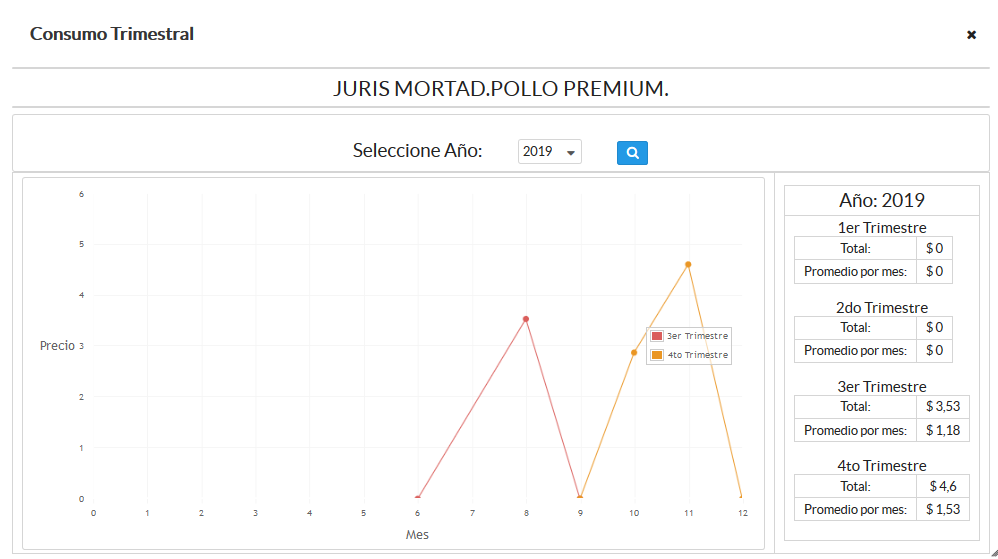 Consumo Trimestral
✖
JURIS MORTAD.POLLO PREMIUM.
Seleccione Año: 2019
6
5
4
Precio 3
2
1
0
0 1 2 3 4 5 6 7 8 9 10 11 12
Mes
3er Trimestre
4to Trimestre
Año: 2019
1er Trimestre
Total: $ 0
Promedio por mes: $ 0
2do Trimestre
Total: $ 0
Promedio por mes: $ 0
3er Trimestre
Total: $ 3,53
Promedio por mes: $ 1,18
4to Trimestre
Total: $ 4,6
Promedio por mes: $ 1,53